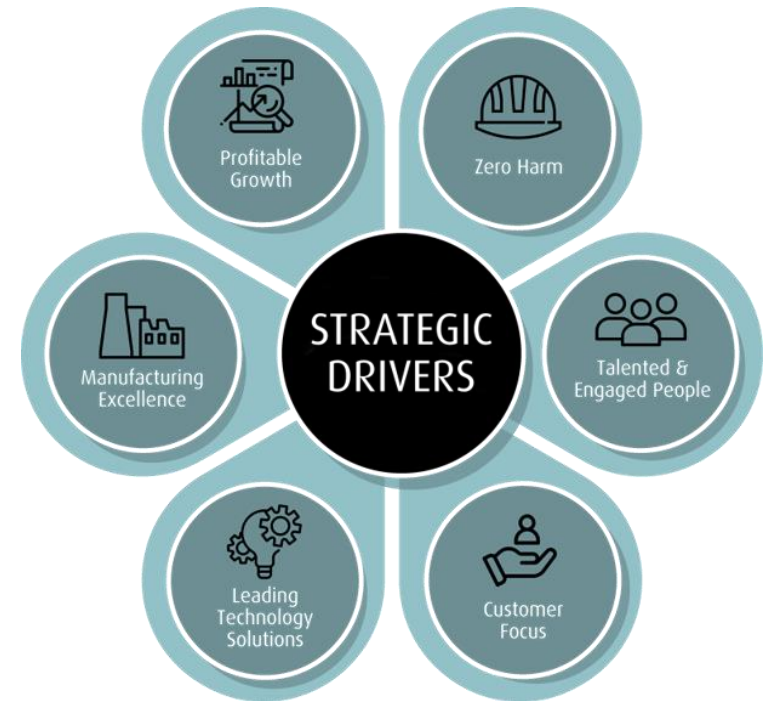 Profitable
Growth
Zero Harm
Manufacturing
Excellence
STRATEGIC
DRIVERS
Talented &
Engaged People
Leading
Technology
Solutions
Customer
Focus